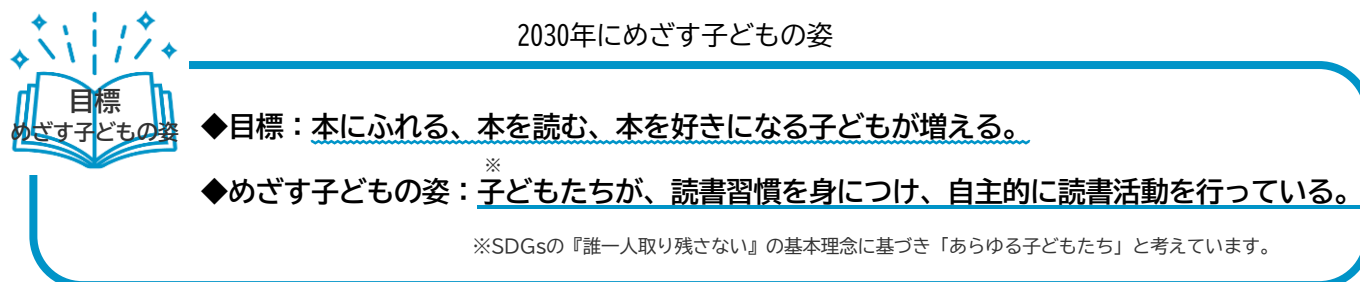 2030年にめざす子どもの姿
目標
めざす子どもの姿
◆目標：本にふれる、本を読む、本を好きになる子どもが増える。
※
◆めざす子どもの姿：子どもたちが、読書習慣を身につけ、自主的に読書活動を行っている。
※SDGsの『誰一人取り残さない』の基本理念に基づき「あらゆる子どもたち」と考えています。